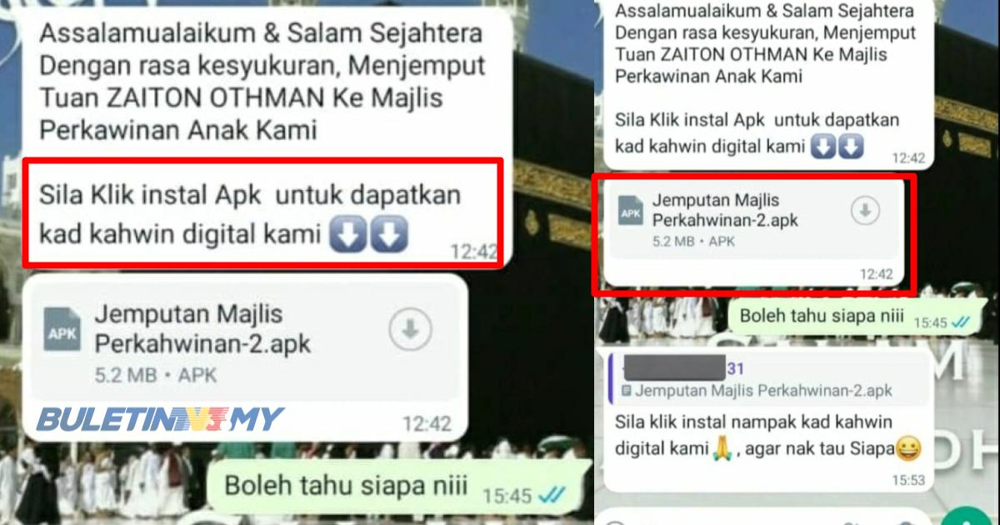 Assalamualaikum & Salam Sejahtera
Dengan rasa kesyukuran, Menjemput
Tuan ZAITON OTHMAN Ke Majlis
Perkawinan Anak Kami
Sila Klik instal Apk untuk dapatkan
kad kahwin digital kami ⬇️⬇️
12:42
APK
Jemputan Majlis
Perkahwinan-2.apk
5.2 MB • APK
BULETINTV3MY
12:42
Boleh tahu siapa niii 15:45
Assalamualaikum & Salam Sejahtera
Dengan rasa kesyukuran, Menjemput
Tuan ZAITON OTHMAN Ke Majlis
Perkawinan Anak Kami
Sila Klik instal Apk untuk dapatkan
kad kahwin digital kami ⬇️⬇️
12:42
APK
Jemputan Majlis
Perkahwinan-2.apk
5.2 MB • APK
12:42
Boleh tahu siapa niii 15:45
31
Jemputan Majlis Perkahwinan-2.apk
Sila klik instal nampak kad kahwin
digital kami🙏, agar nak tau Siapa😀
15:53